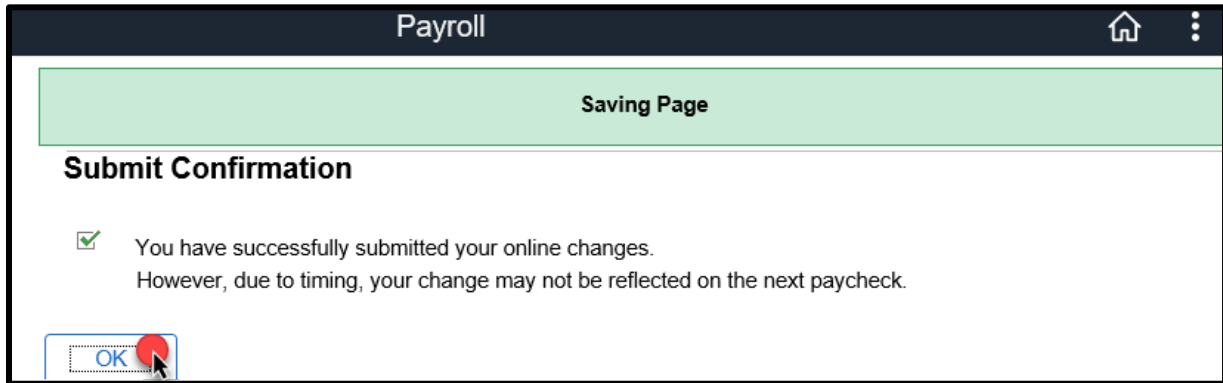 Payroll
Saving Page
Submit Confirmation
You have successfully submitted your online changes.
However, due to timing, your change may not be reflected on the next paycheck.
OK